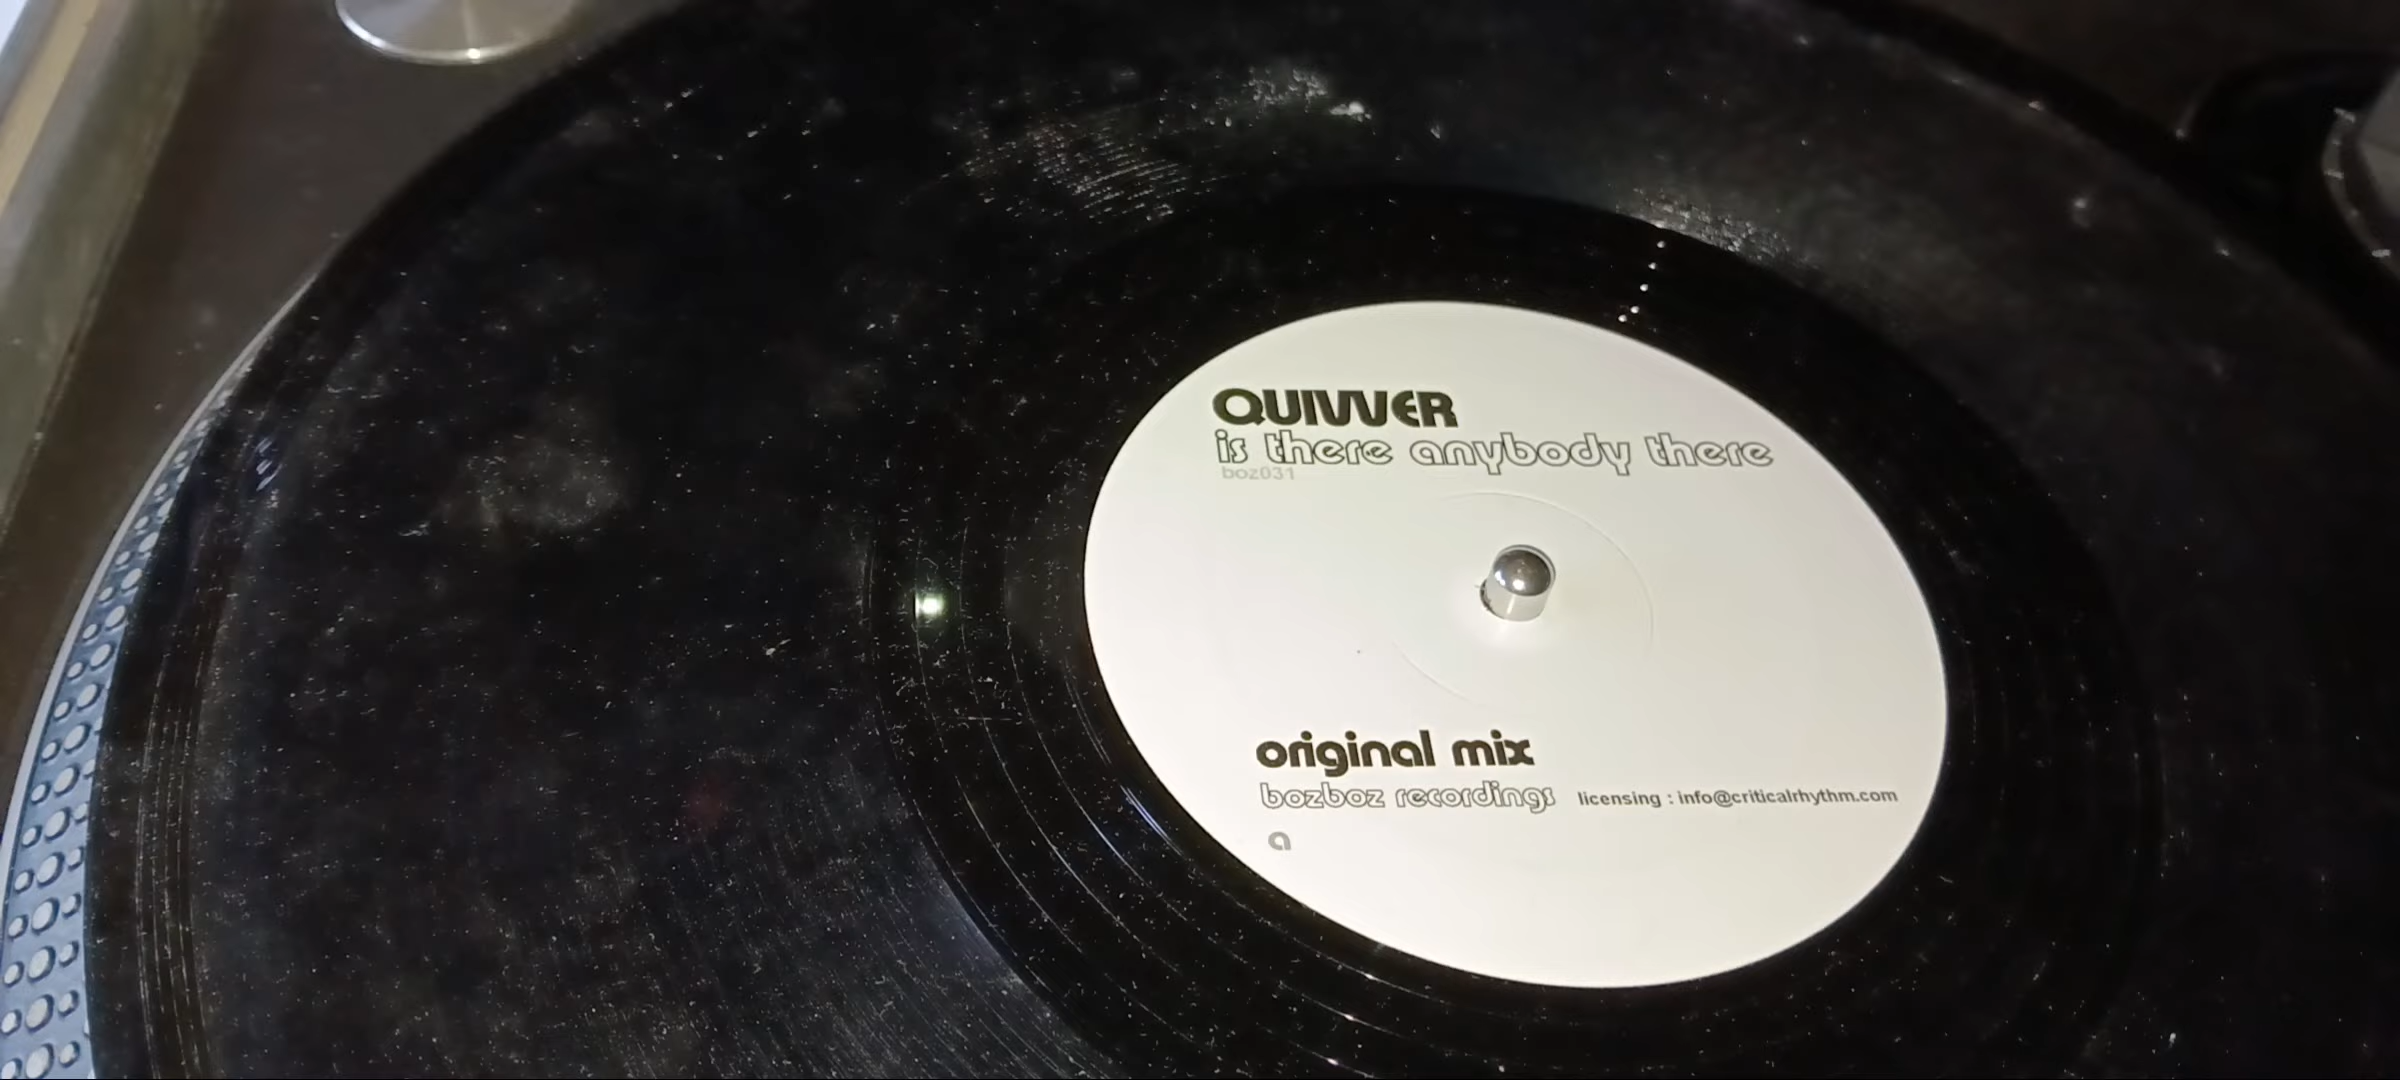 QUIVVER
is there anybody there
boz031
original mix
bozboz recordings licensing : info@criticalrhythm.com
a